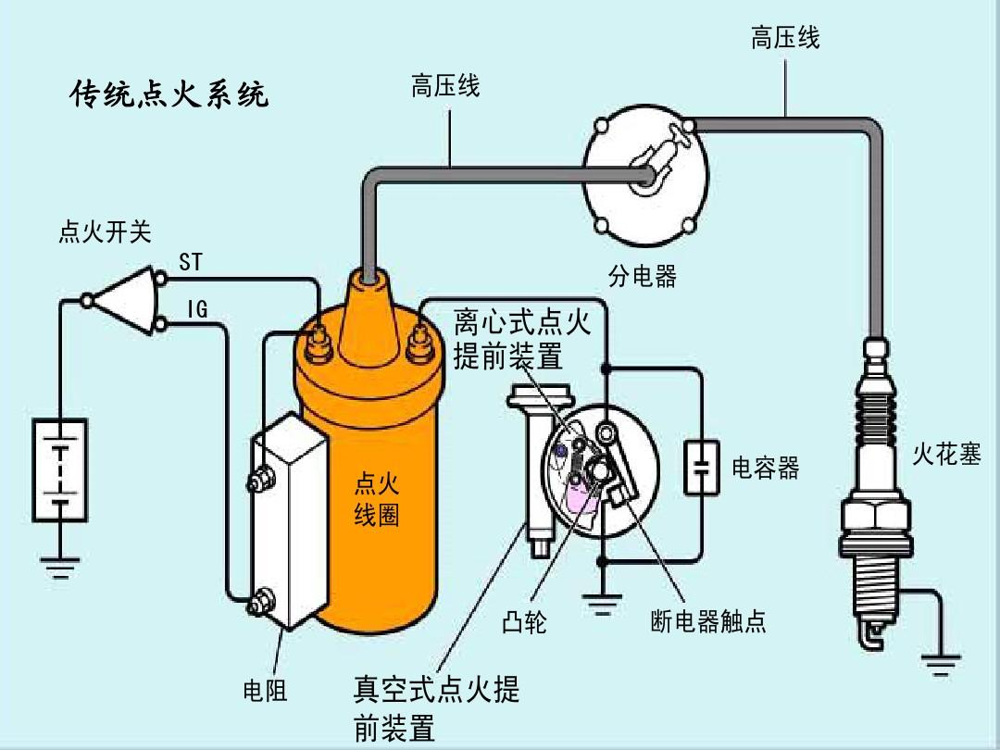 高压线
高压线
传统点火系统
点火开关
ST
分电器
IG
离心式点火
提前装置
火花塞
电容器
点火
线圈
凸轮
断电器触点
电阻
真空式点火提
前装置